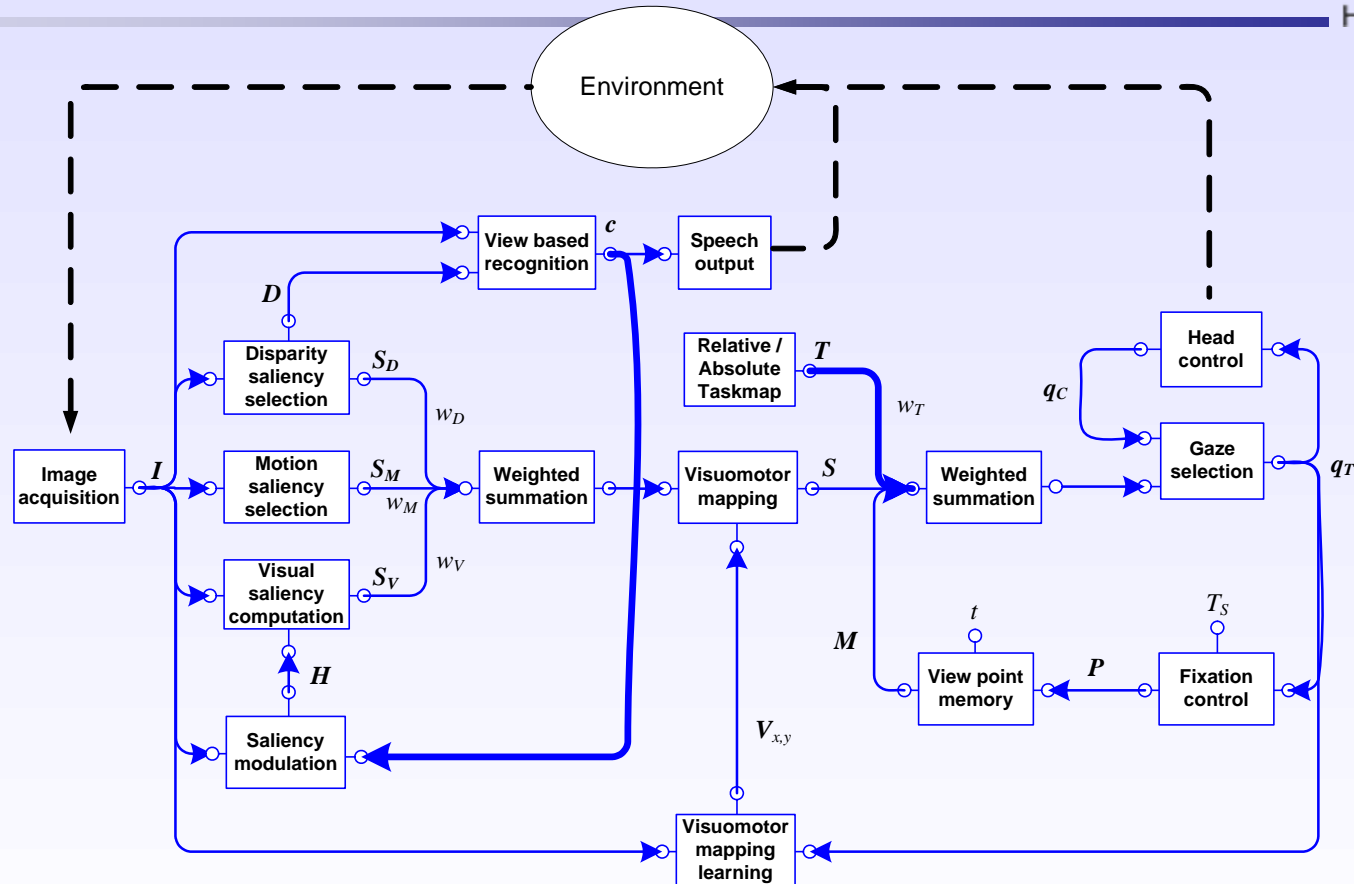 H
Environment
View based
recognition
c
Speech
output
D
Disparity
saliency
selection
S_D
w_D
Relative /
Absolute
Taskmap
T
w_T
Head
control
q_C
Gaze
selection
q_T
Image
acquisition
I
Motion
saliency
selection
S_M
w_M
Weighted
summation
Visuomotor
mapping
S
Weighted
summation
Visual
saliency
computation
S_V
w_V
H
Saliency
modulation
M
t
View point
memory
P
T_S
Fixation
control
V_x,y
Visuomotor
mapping
learning